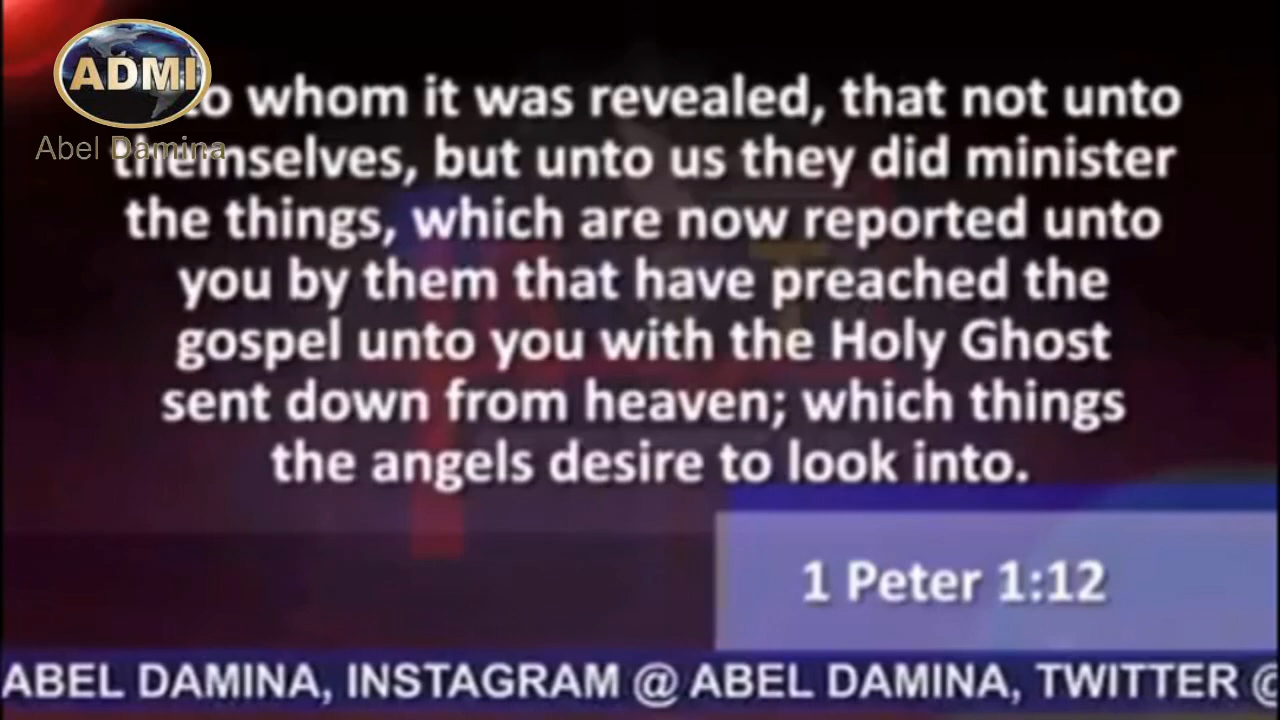 ADMI
Abel Damina
to whom it was revealed, that not unto
themselves, but unto us they did minister
the things, which are now reported unto
you by them that have preached the
gospel unto you with the Holy Ghost
sent down from heaven; which things
the angels desire to look into.
1 Peter 1:12
ABEL DAMINA, INSTAGRAM @ ABEL DAMINA, TWITTER @